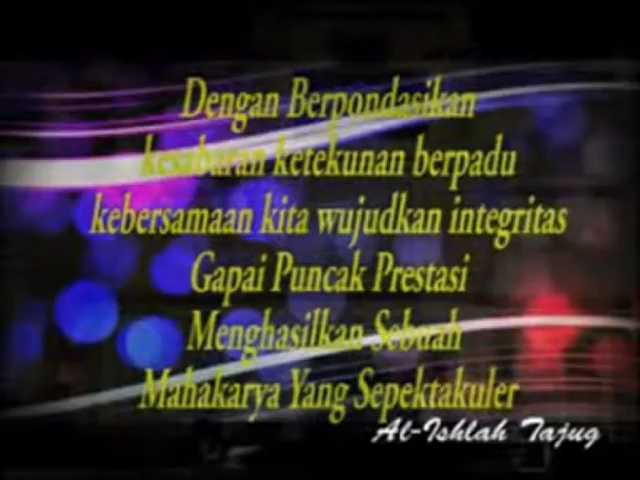 Dengan Berpondasikan
kesabaran ketekunan berpadu
kebersamaan kita wujudkan integritas
Gapai Puncak Prestasi
Menghasilkan Sebuah
Mahakarya Yang Sepektakuler
Al-Ishlah Tajug